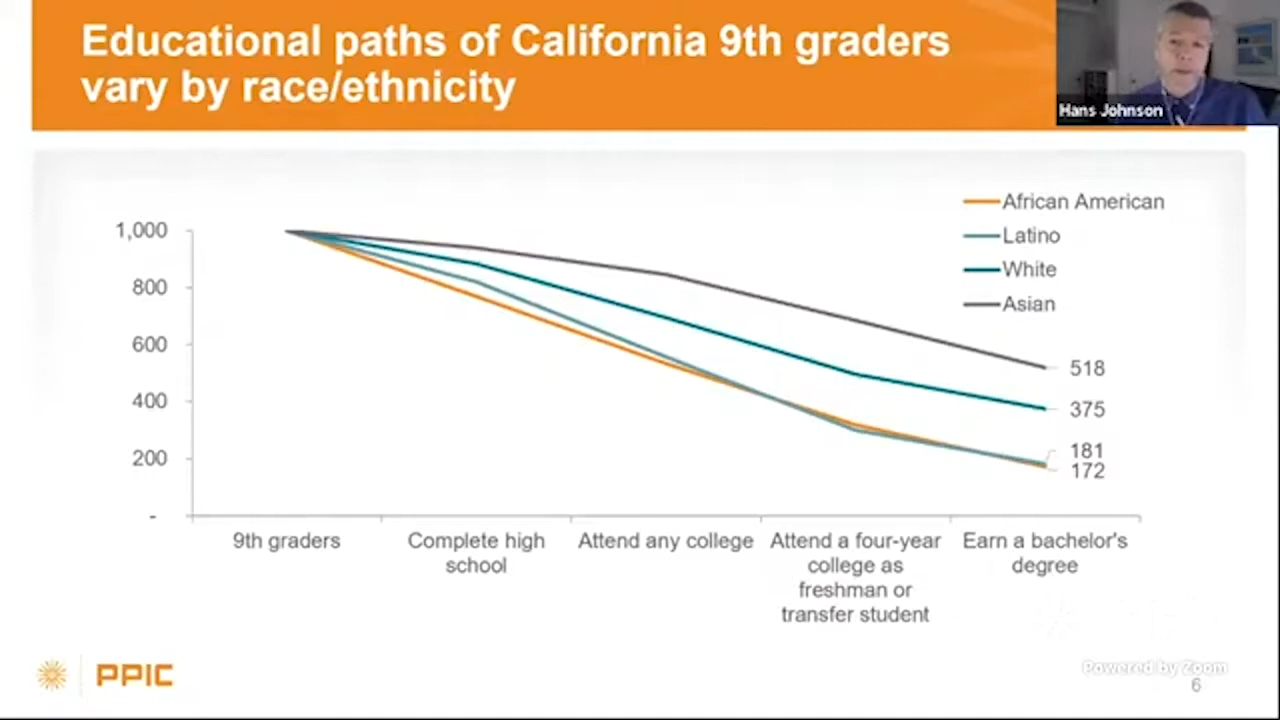 Educational paths of California 9th graders
vary by race/ethnicity
Hans Johnson
African American
Latino
White
Asian
1,000
800
600
400
200
-
518
375
181
172
9th graders
Complete high
school
Attend any college
Attend a four-year
college as
freshman or
transfer student
Earn a bachelor's
degree
PPIC
Powered by Zoom
6